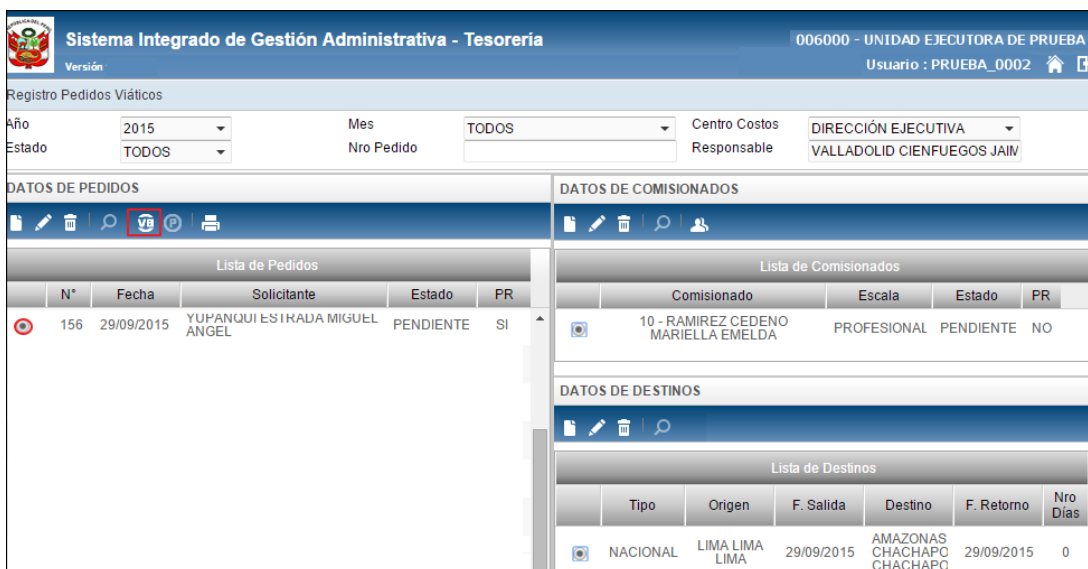 Sistema Integrado de Gestión Administrativa - Tesorería
006000 - UNIDAD EJECUTORA DE PRUEBA
Versión
Usuario : PRUEBA_0002
Registro Pedidos Viáticos
Año 2015 Mes TODOS Centro Costos DIRECCIÓN EJECUTIVA
Estado TODOS Nro Pedido Responsable VALLADOLID CIENFUEGOS JAIM
DATOS DE PEDIDOS
VB P
Lista de Pedidos
N° Fecha Solicitante Estado PR
156 29/09/2015 YUPANQUI ESTRADA MIGUEL ANGEL PENDIENTE SI
DATOS DE COMISIONADOS
Lista de Comisionados
Comisionado Escala Estado PR
10 - RAMIREZ CEDENO
MARIELLA EMELDA PROFESIONAL PENDIENTE NO
DATOS DE DESTINOS
Lista de Destinos
Tipo Origen F. Salida Destino F. Retorno Nro Días
NACIONAL LIMA LIMA LIMA 29/09/2015 AMAZONAS CHACHAPO CHACHAPO 29/09/2015 0